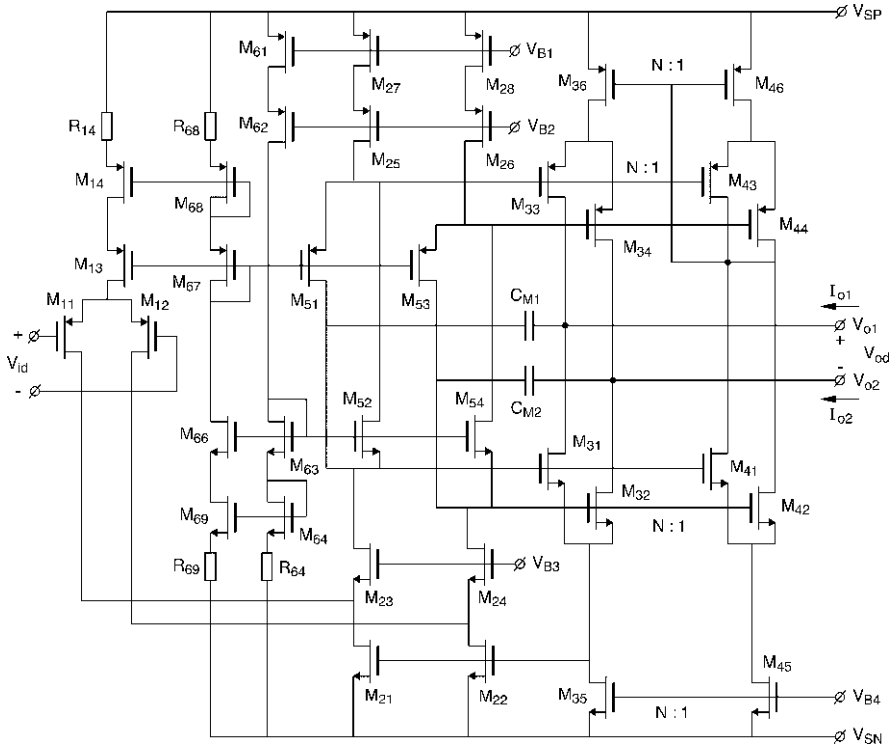 V_SP
M_61
V_B1
M_27
M_28
M_36
N : 1
M_46
R_14
R_68
M_62
V_B2
M_25
M_26
M_14
M_68
M_33
N : 1
M_43
M_34
M_44
M_13
M_67
M_51
M_53
M_11
M_12
C_M1
I_o1
+
V_id
-
V_o1
+
V_od
-
V_o2
C_M2
I_o2
M_52
M_54
M_66
M_63
M_31
M_41
M_32
M_42
N : 1
M_69
M_64
R_69
R_64
V_B3
M_23
M_24
M_21
M_22
M_35
M_45
N : 1
V_B4
V_SN